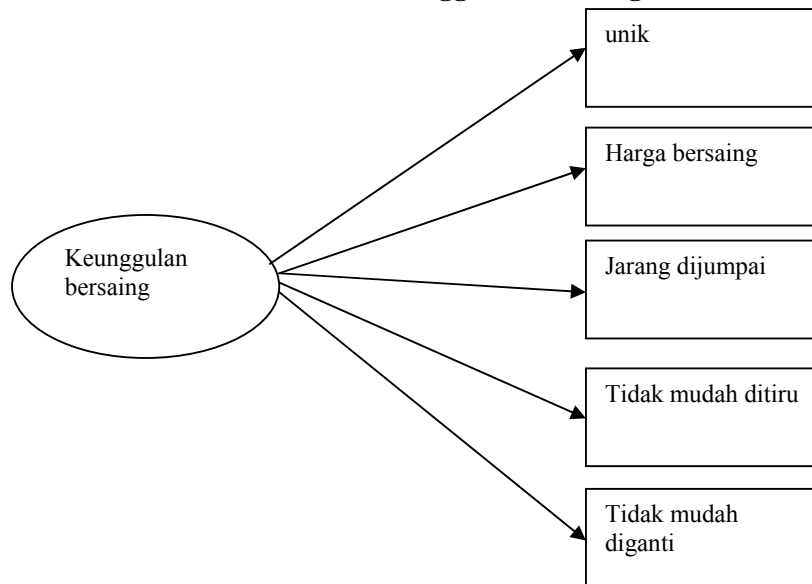 unik
Harga bersaing
Keunggulan
bersaing
Jarang dijumpai
Tidak mudah ditiru
Tidak mudah
diganti